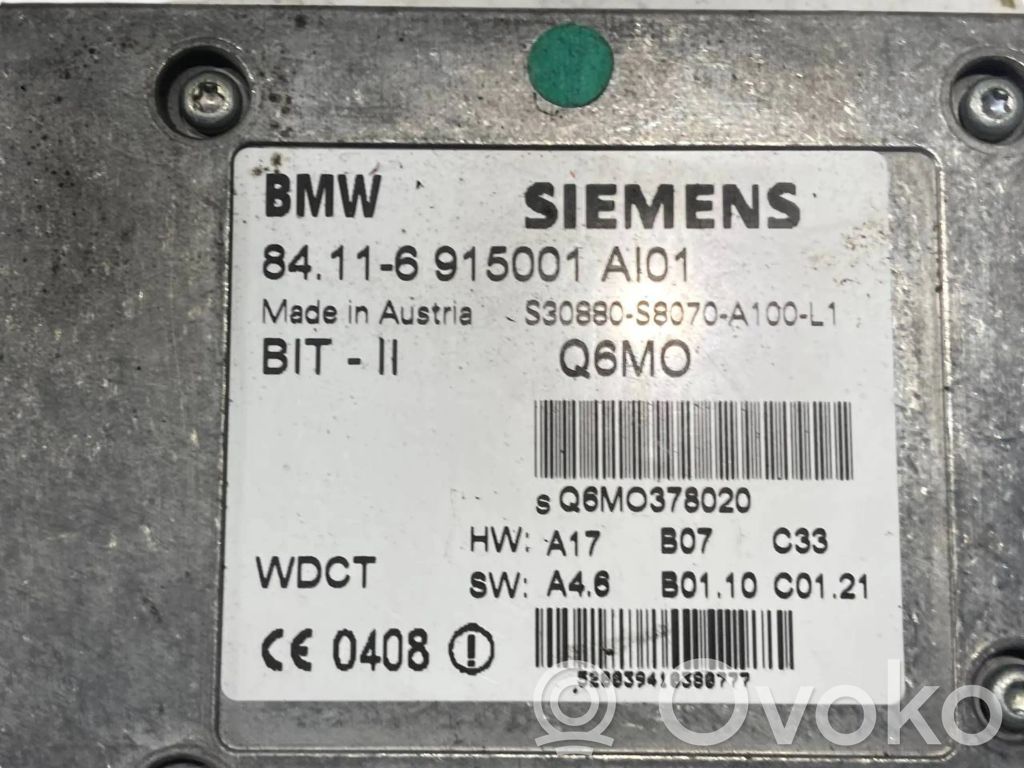 BMW SIEMENS
84.11-6 915001 AI01
Made in Austria S30880-S8070-A100-L1
BIT - II Q6MO
s Q6MO378020
HW: A17 B07 C33
WDCT SW: A4.6 B01.10 C01.21
CE 0408
520039410380777
Ovoko